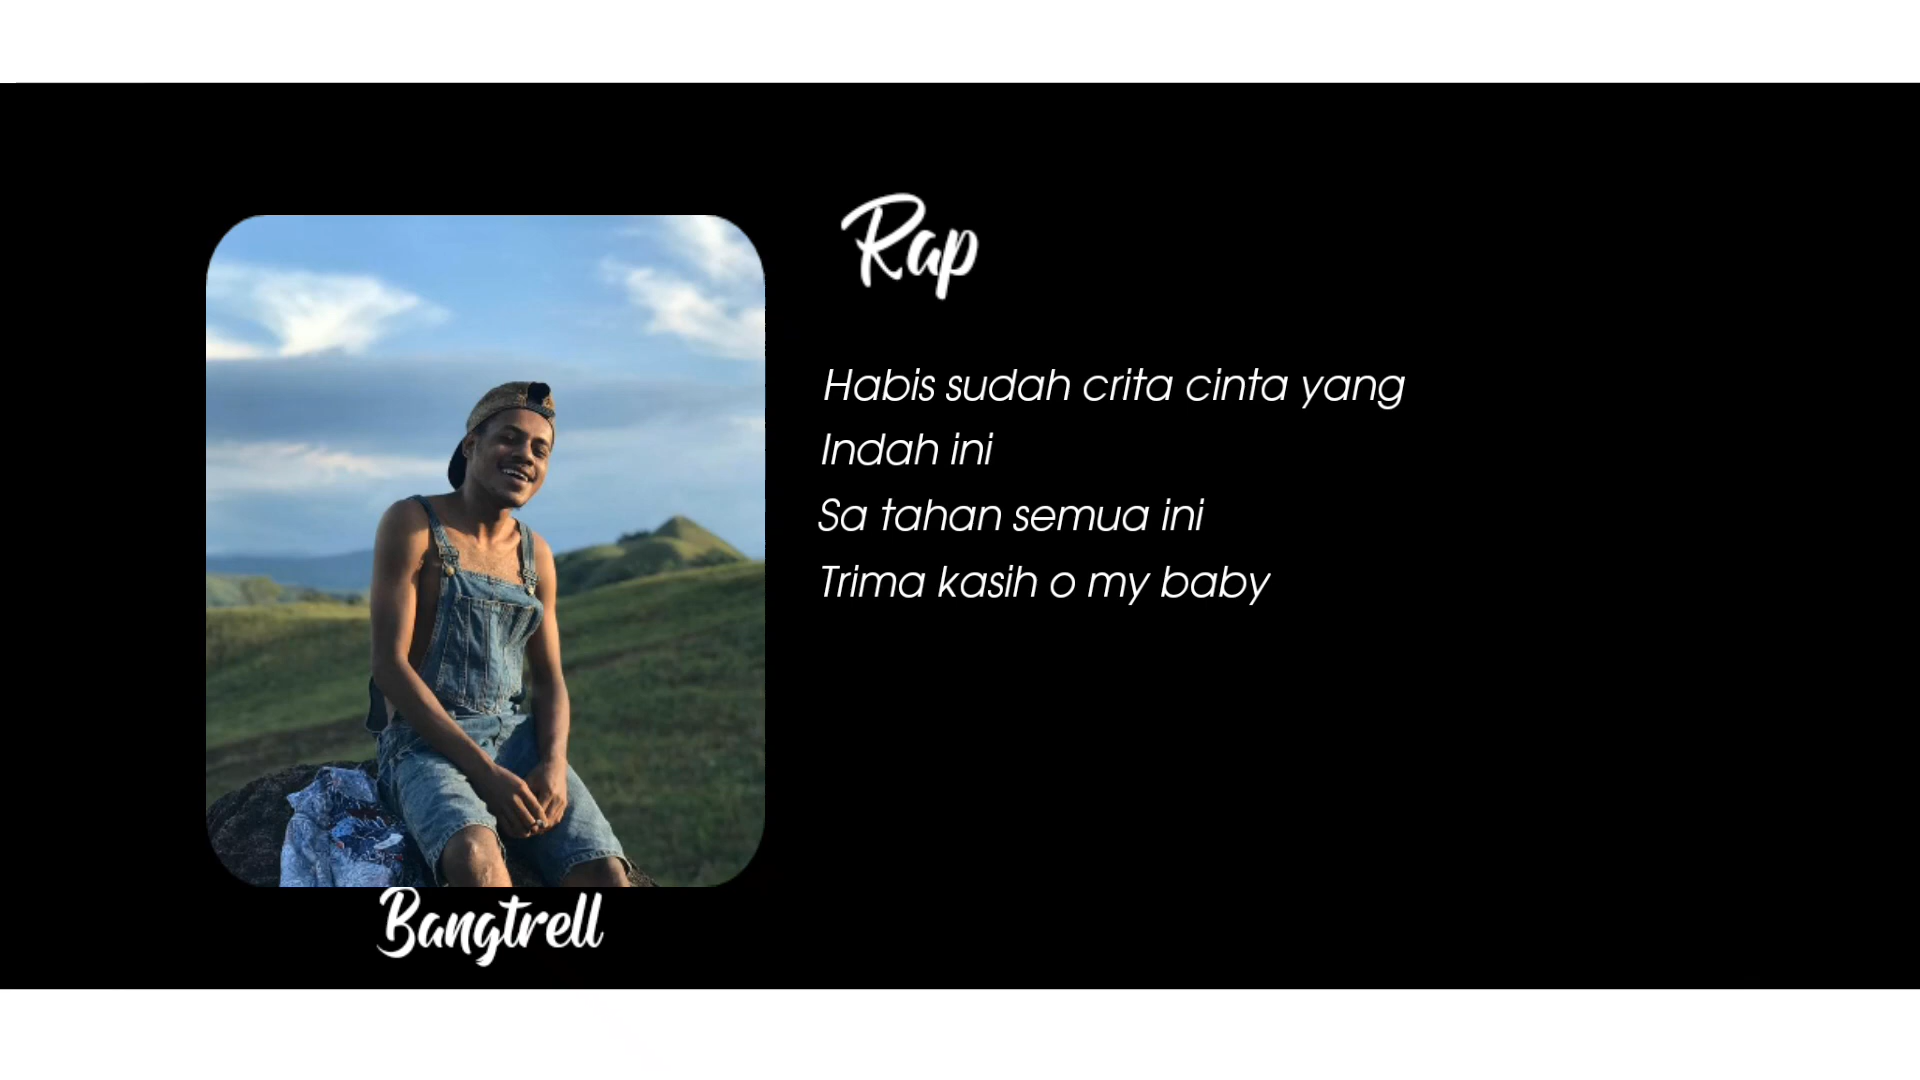 Rap
Habis sudah crita cinta yang
Indah ini
Sa tahan semua ini
Trima kasih o my baby
Bangtrell